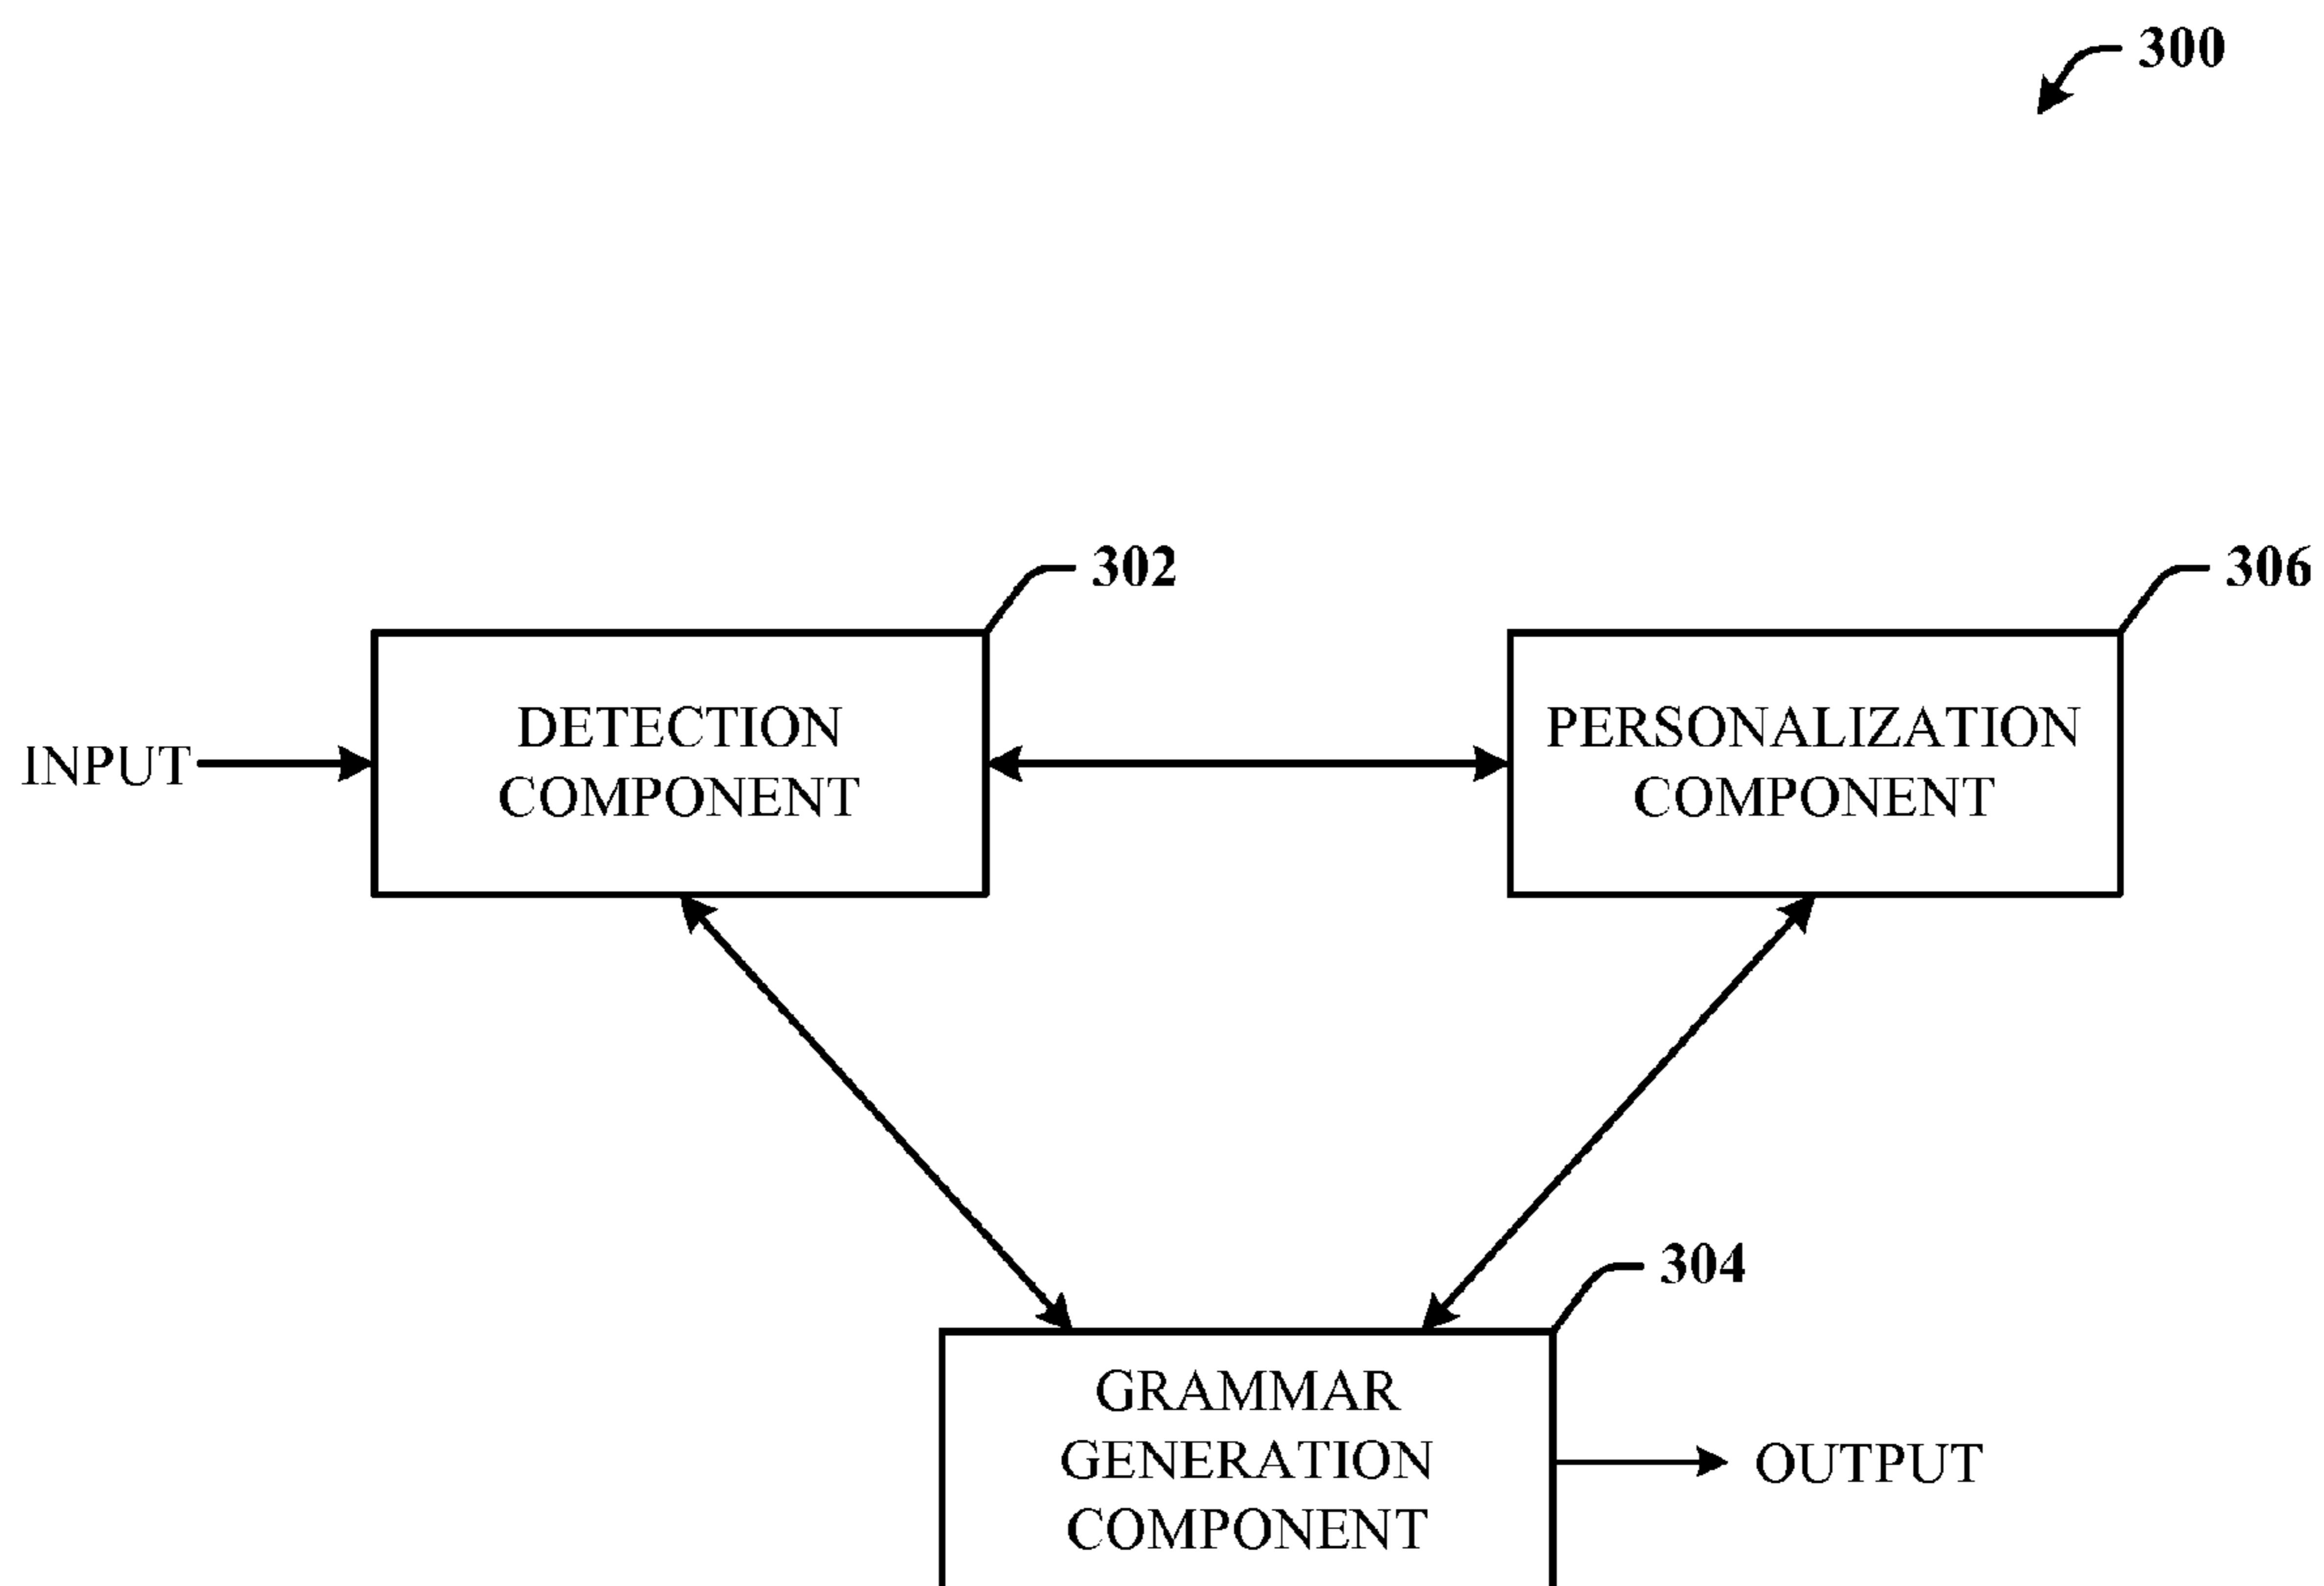 300
302
306
DETECTION
COMPONENT
PERSONALIZATION
COMPONENT
INPUT
304
GRAMMAR
GENERATION
COMPONENT
OUTPUT